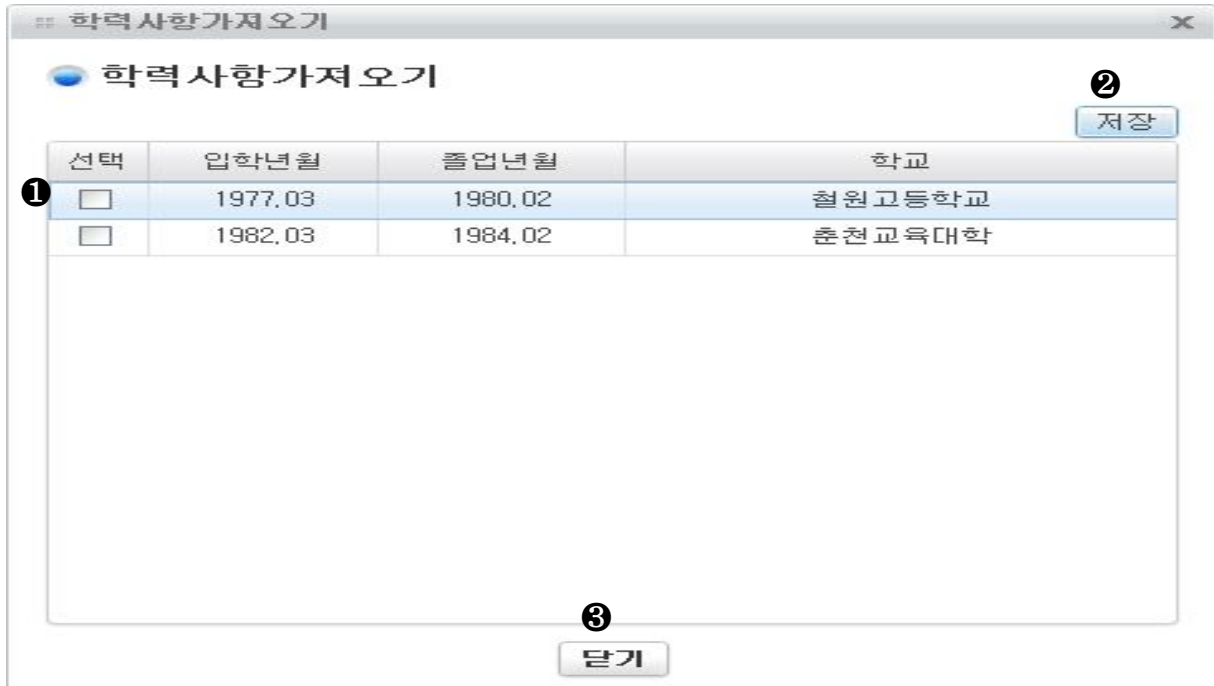 학력사항가져오기 x
학력사항가져오기
❷
저장
선택 입학년월 졸업년월 학교
❶ 1977.03 1980.02 철원고등학교
1982.03 1984.02 춘천교육대학
❸
닫기